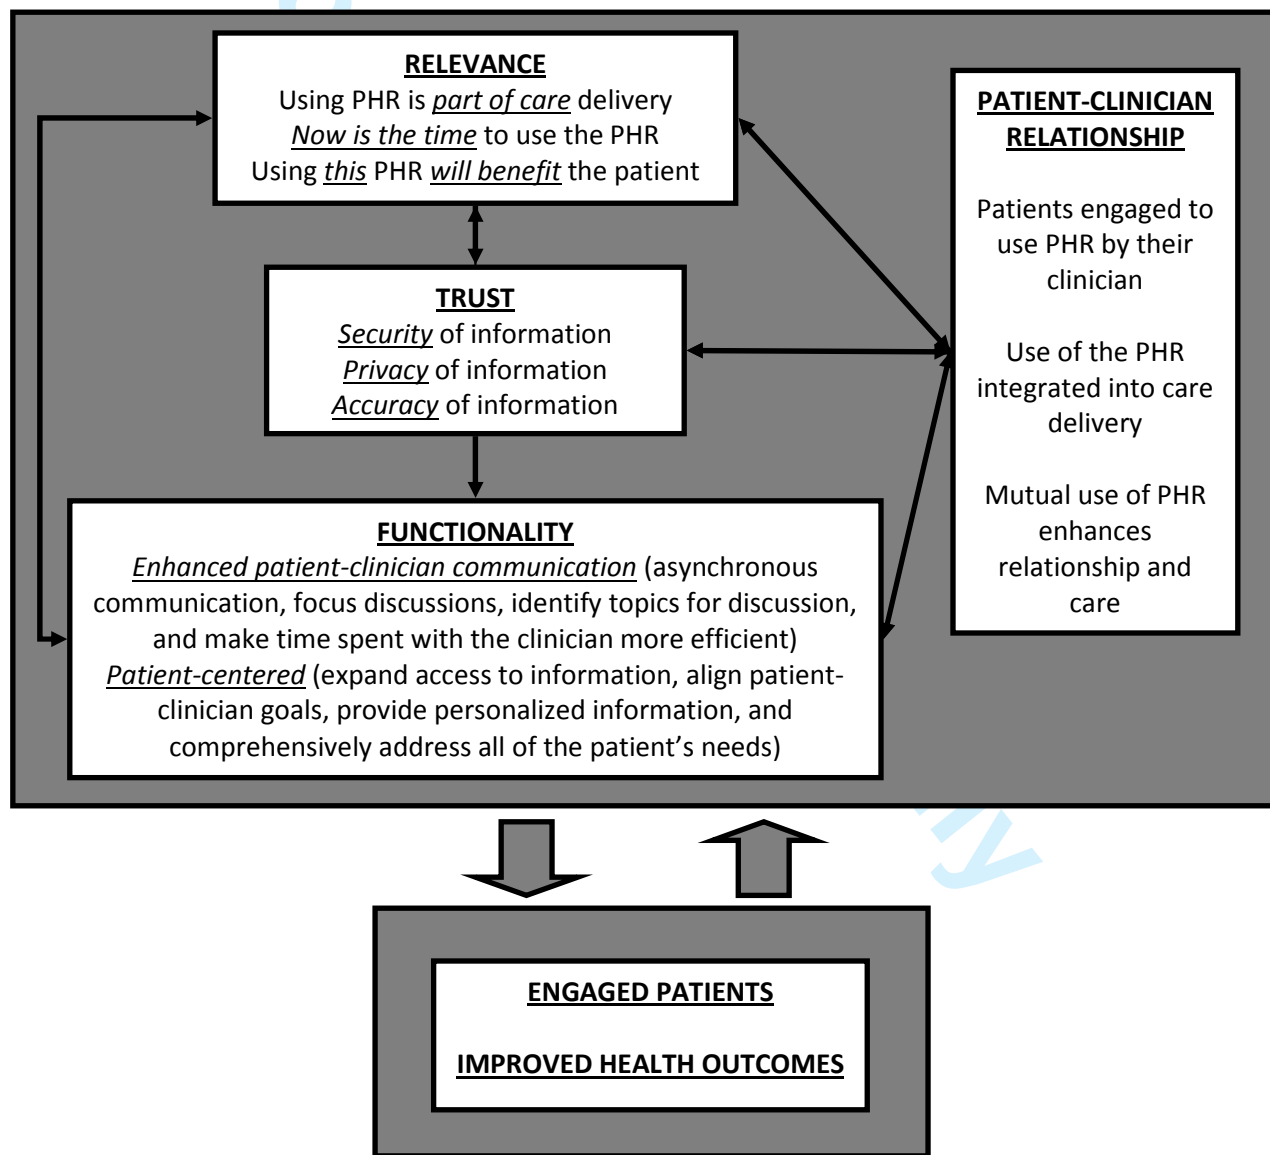 RELEVANCE
Using PHR is part of care delivery
Now is the time to use the PHR
Using this PHR will benefit the patient
TRUST
Security of information
Privacy of information
Accuracy of information
FUNCTIONALITY
Enhanced patient-clinician communication (asynchronous
communication, focus discussions, identify topics for discussion,
and make time spent with the clinician more efficient)
Patient-centered (expand access to information, align patient-
clinician goals, provide personalized information, and
comprehensively address all of the patient’s needs)
PATIENT-CLINICIAN
RELATIONSHIP
Patients engaged to
use PHR by their
clinician
Use of the PHR
integrated into care
delivery
Mutual use of PHR
enhances
relationship and
care
ENGAGED PATIENTS
IMPROVED HEALTH OUTCOMES